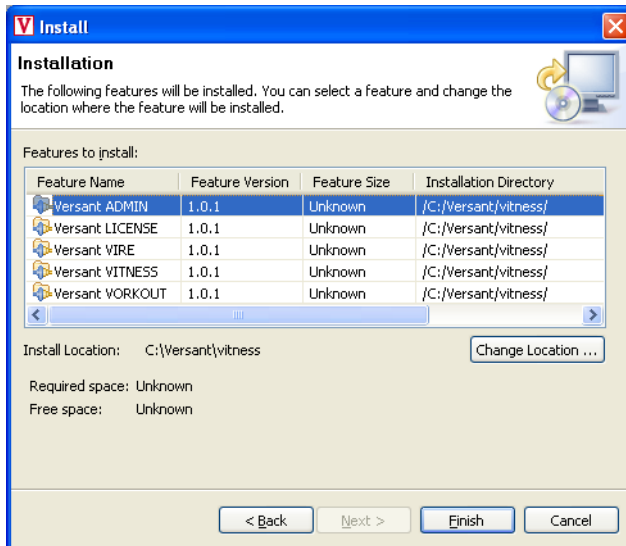 V Install
Installation
The following features will be installed. You can select a feature and change the
location where the feature will be installed.
Features to install:
Feature Name Feature Version Feature Size Installation Directory
Versant ADMIN 1.0.1 Unknown /C:/Versant/vitness/
Versant LICENSE 1.0.1 Unknown /C:/Versant/vitness/
Versant VIRE 1.0.1 Unknown /C:/Versant/vitness/
Versant VITNESS 1.0.1 Unknown /C:/Versant/vitness/
Versant VORKOUT 1.0.1 Unknown /C:/Versant/vitness/
Install Location: C:\Versant\vitness Change Location ...
Required space: Unknown
Free space: Unknown
< Back Next > Finish Cancel